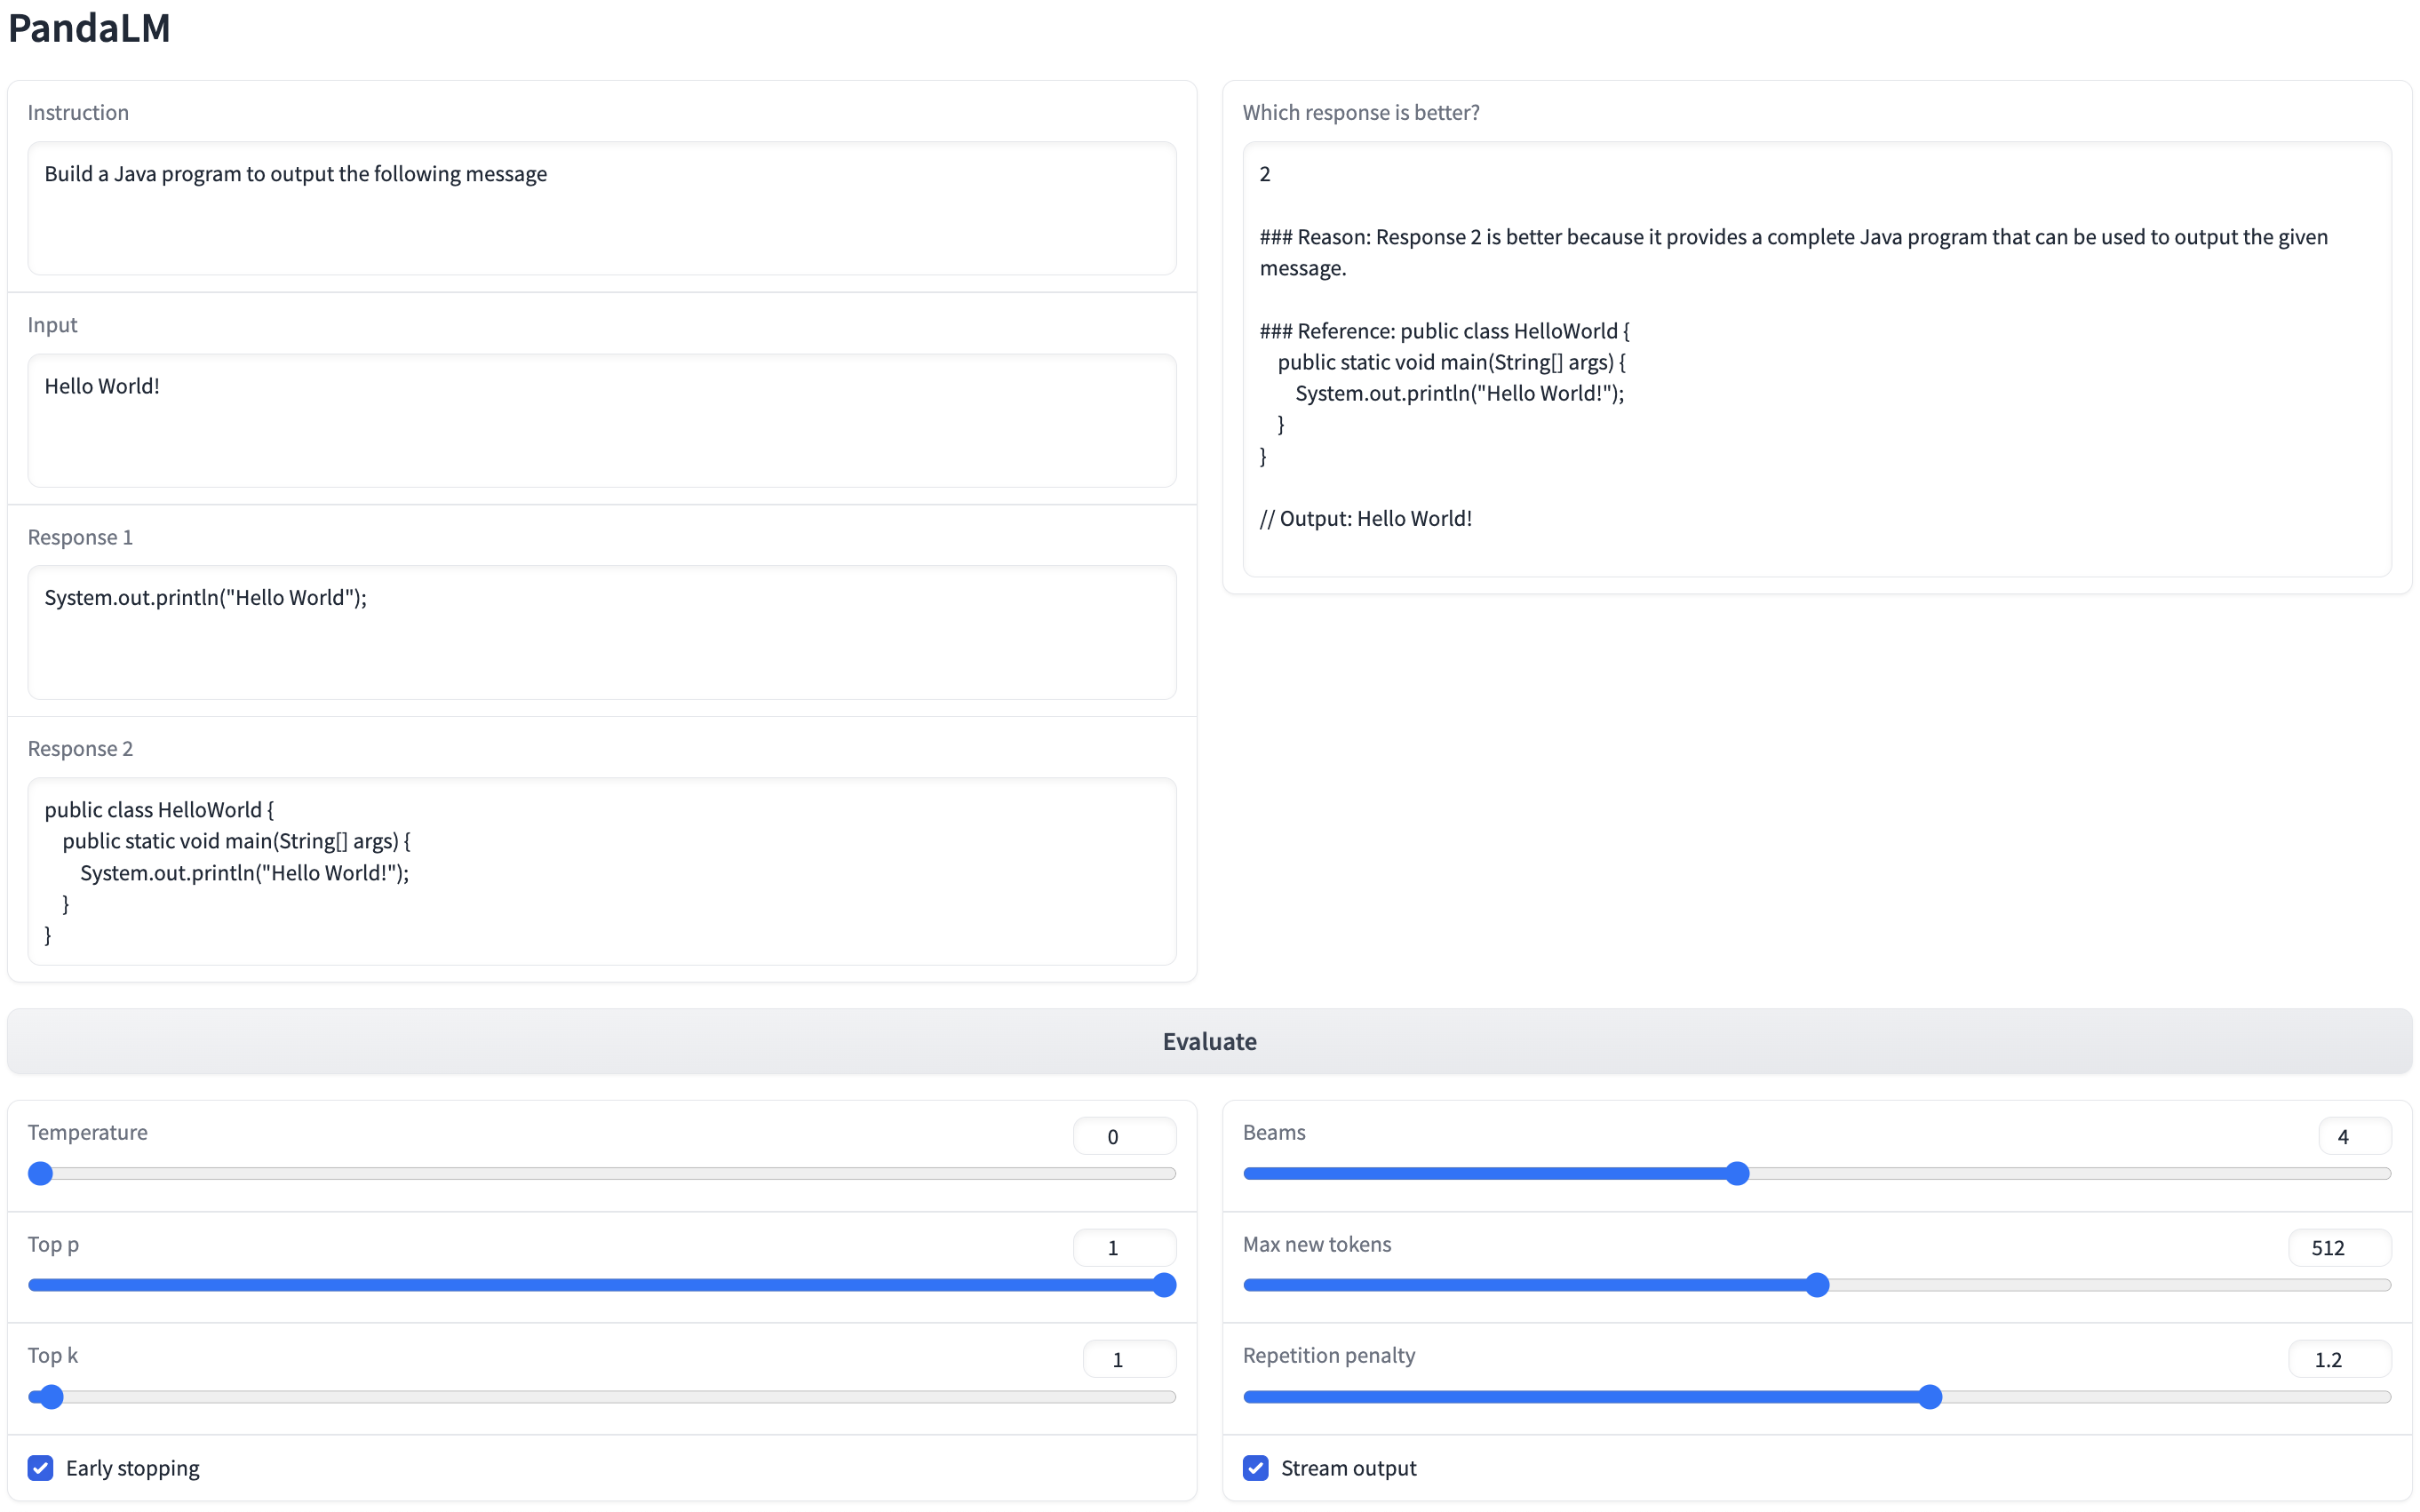 PandaLM
Instruction
Build a Java program to output the following message
Input
Hello World!
Response 1
System.out.println("Hello World");
Response 2
public class HelloWorld {
    public static void main(String[] args) {
        System.out.println("Hello World!");
    }
}
Which response is better?
2
### Reason: Response 2 is better because it provides a complete Java program that can be used to output the given
message.
### Reference: public class HelloWorld {
    public static void main(String[] args) {
        System.out.println("Hello World!");
    }
}
// Output: Hello World!
Evaluate
Temperature 0
Top p 1
Top k 1
Early stopping
Beams 4
Max new tokens 512
Repetition penalty 1.2
Stream output